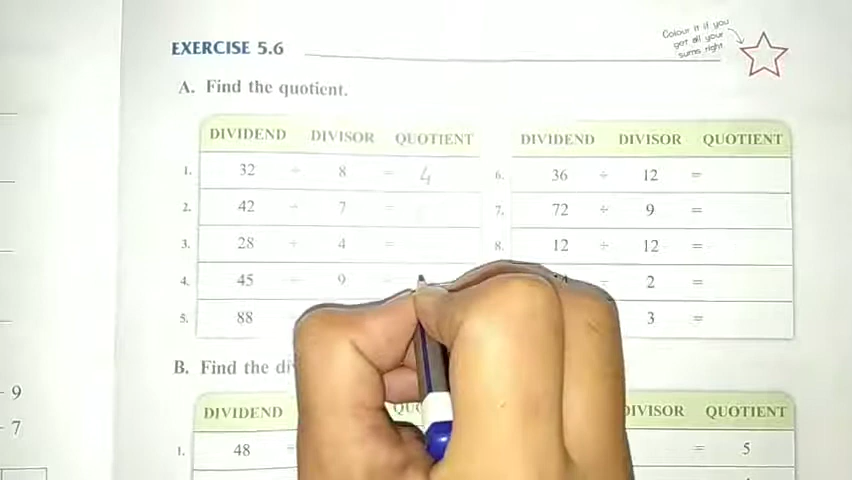 Colour it if you
got all your
sums right.
EXERCISE 5.6
A. Find the quotient.
DIVIDEND DIVISOR QUOTIENT DIVIDEND DIVISOR QUOTIENT
1. 32 ÷ 8 = 4 6. 36 ÷ 12 =
2. 42 ÷ 7 = 7. 72 ÷ 9 =
3. 28 ÷ 4 = 8. 12 ÷ 12 =
4. 45 ÷ 9 2 =
5. 88 3 =
B. Find the
- 9
- 7
DIVIDEND DIVISOR QUOTIENT
1. 48 = = 5